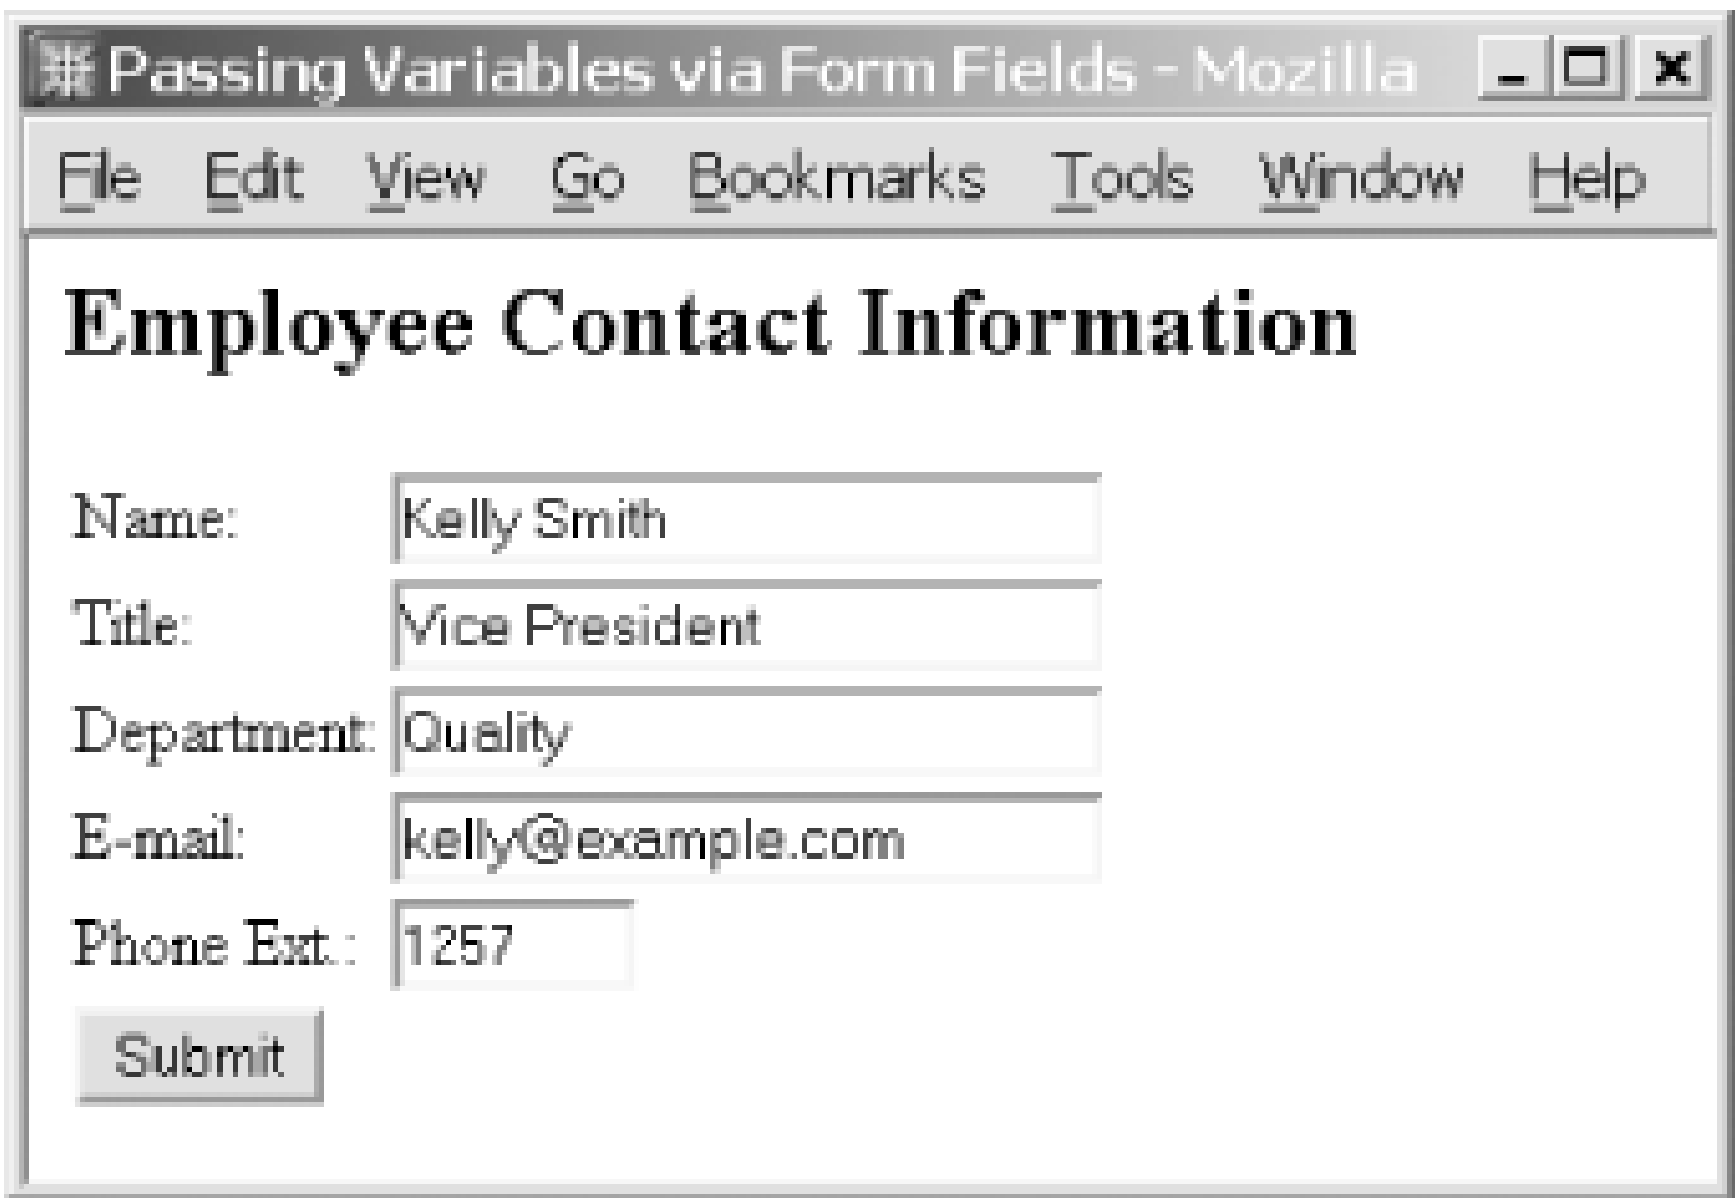 Passing Variables via Form Fields - Mozilla
File Edit View Go Bookmarks Tools Window Help
Employee Contact Information
Name: Kelly Smith
Title: Vice President
Department: Quality
E-mail: kelly@example.com
Phone Ext.: 1257
Submit